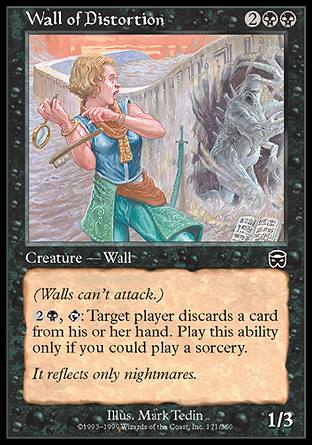 Wall of Distortion 2
Creature — Wall
(Walls can't attack.)
2, : Target player discards a card
from his or her hand. Play this ability
only if you could play a sorcery.
It reflects only nightmares.
Illus. Mark Tedin
©1993–1999 Wizards of the Coast, Inc. 171/350
1/3